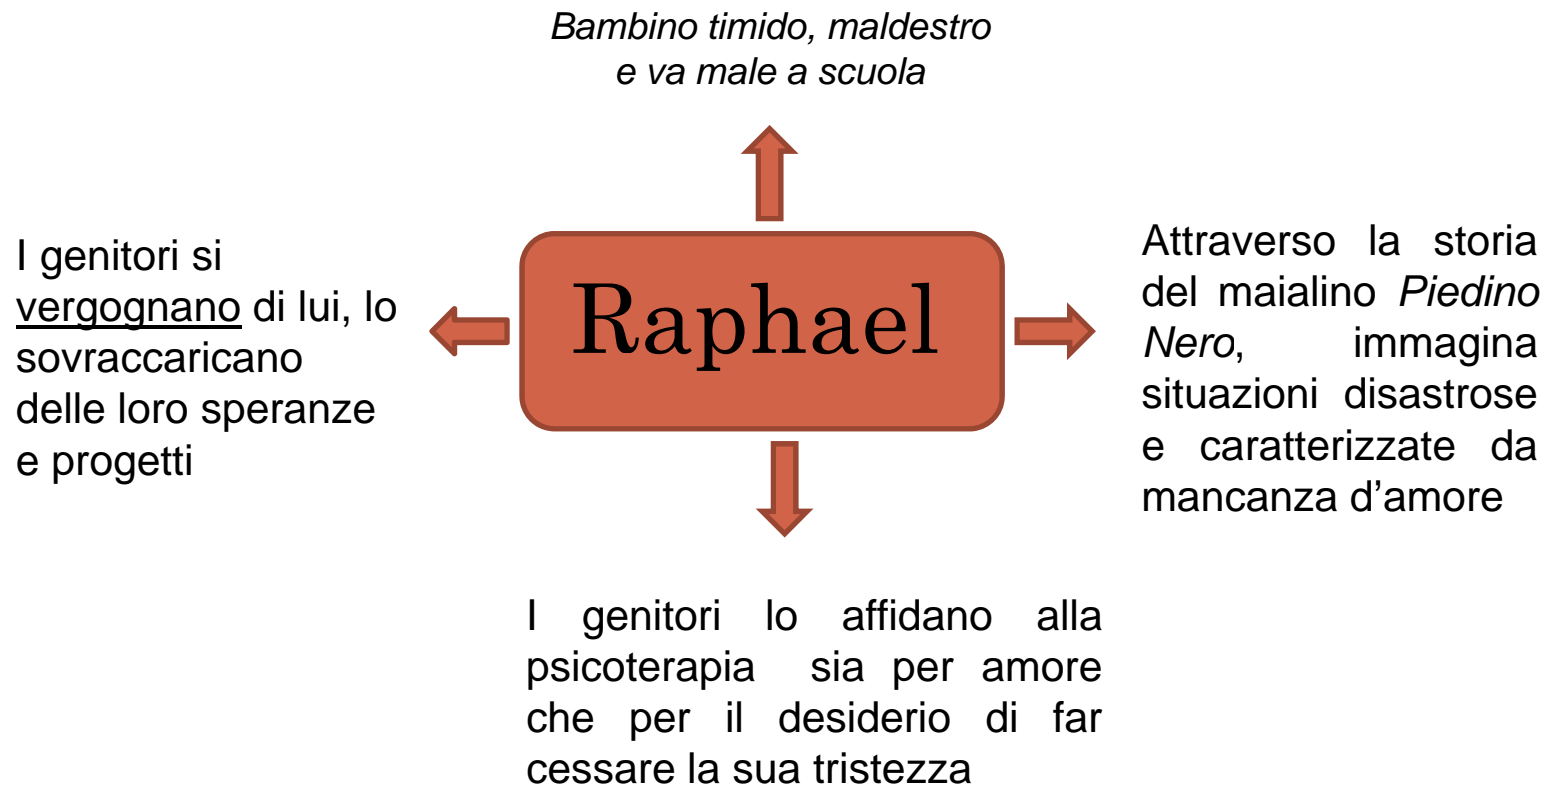 Bambino timido, maldestro
e va male a scuola
I genitori si
vergognano di lui, lo
sovraccaricano
delle loro speranze
e progetti
Raphael
Attraverso la storia
del maialino Piedino
Nero, immagina
situazioni disastrose
e caratterizzate da
mancanza d’amore
I genitori lo affidano alla
psicoterapia sia per amore
che per il desiderio di far
cessare la sua tristezza